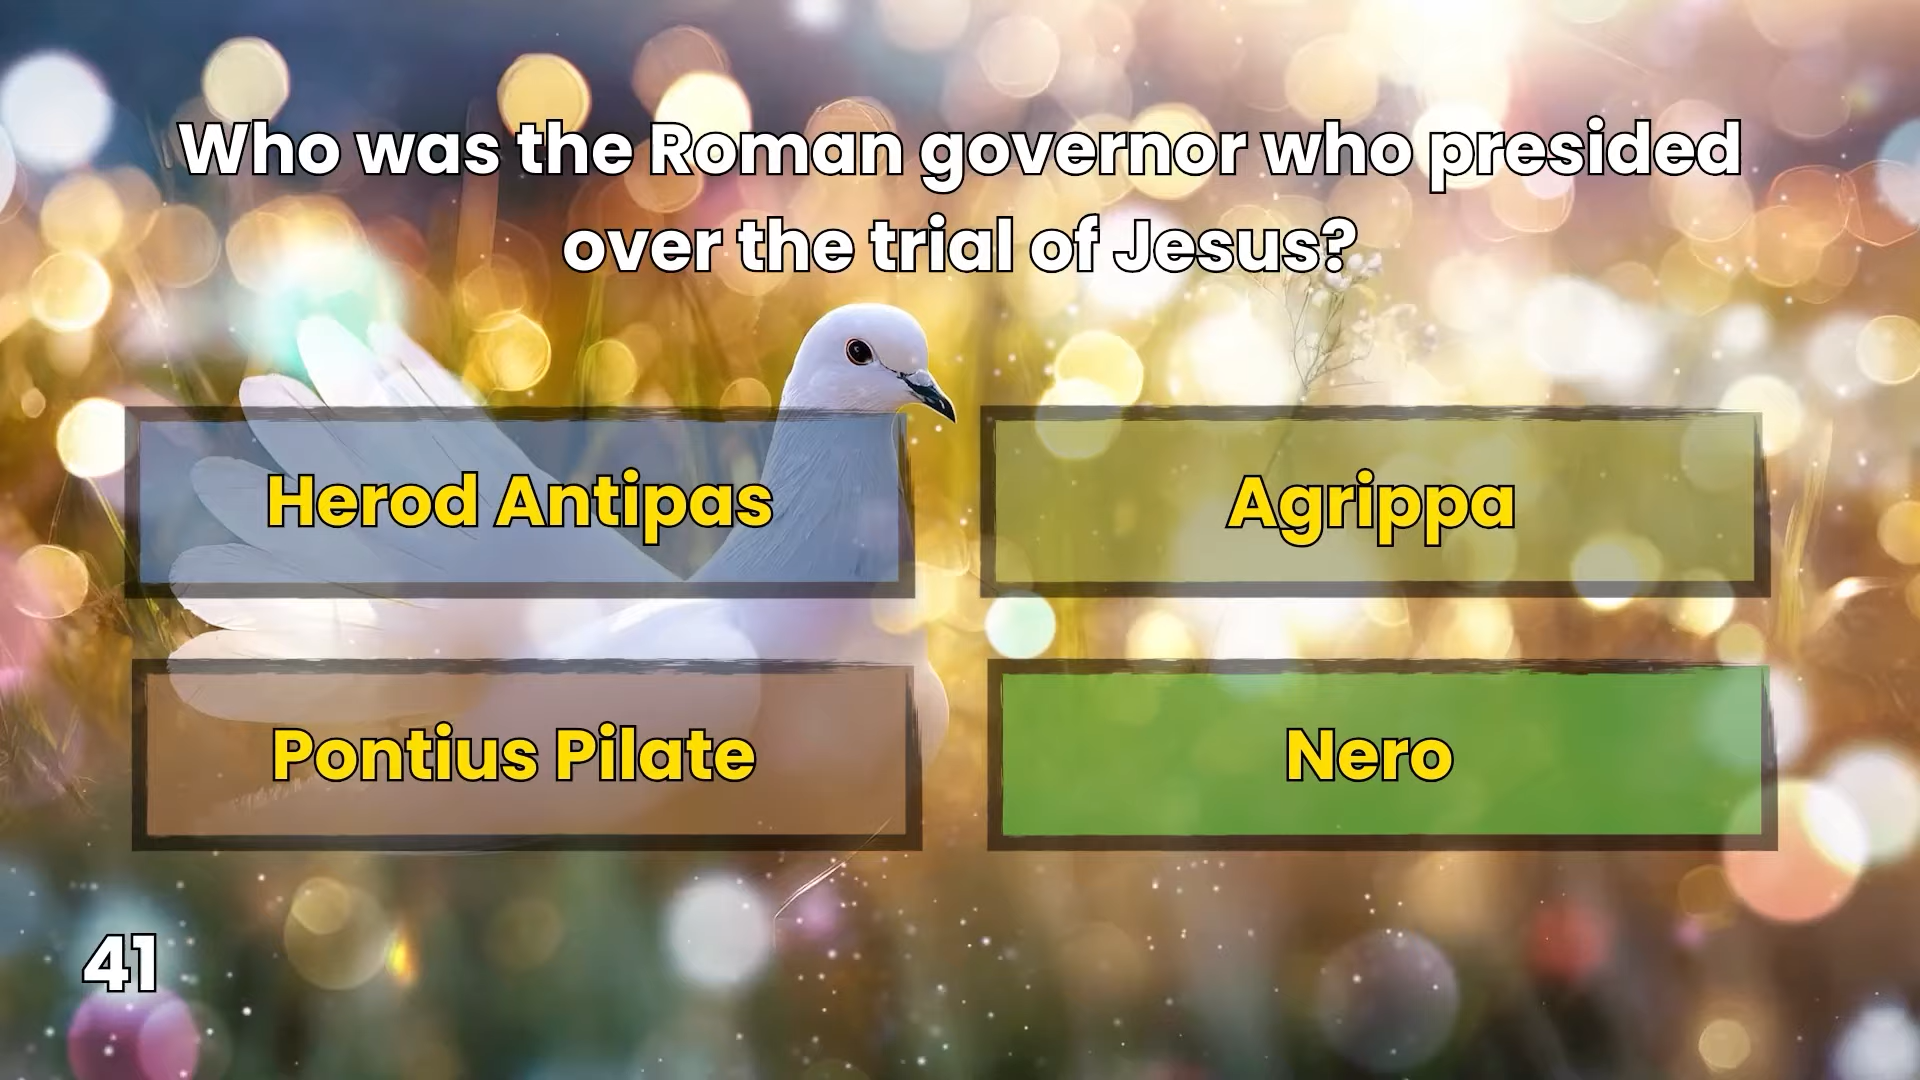 Who was the Roman governor who presided
over the trial of Jesus?
Herod Antipas
Agrippa
Pontius Pilate
Nero
41